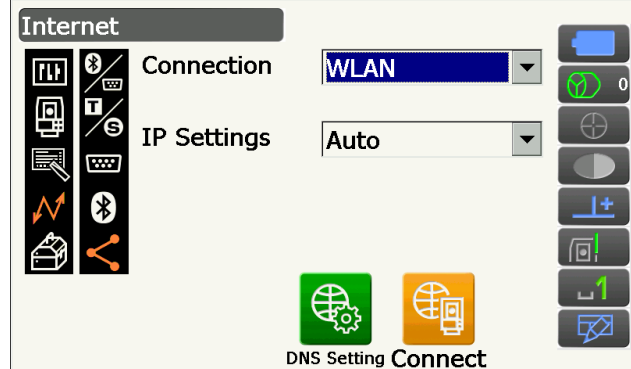 Internet
Connection
WLAN
0
T
S
IP Settings
Auto
1
DNS Setting
Connect